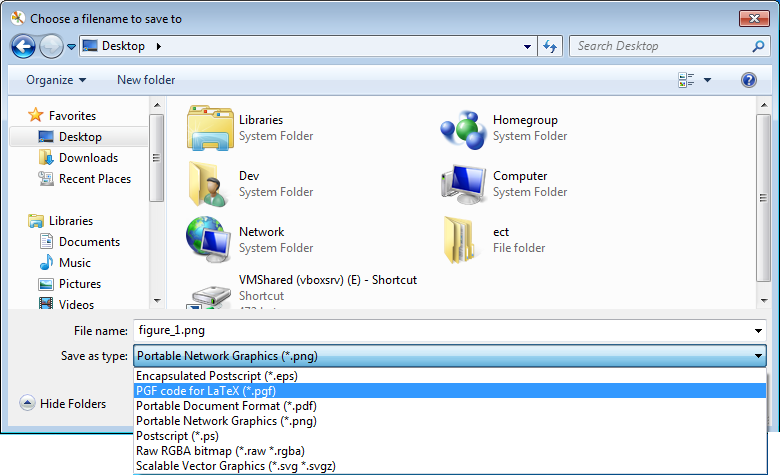 Choose a filename to save to
Desktop
Search Desktop
Organize New folder
Favorites
Desktop
Downloads
Recent Places
Libraries
Documents
Music
Pictures
Videos
Libraries
System Folder
Homegroup
System Folder
Dev
System Folder
Computer
System Folder
Network
System Folder
ect
File folder
VMShared (vboxsrv) (E) - Shortcut
Shortcut
File name: figure_1.png
Save as type: Portable Network Graphics (*.png)
Encapsulated Postscript (*.eps)
PGF code for LaTeX (*.pgf)
Portable Document Format (*.pdf)
Portable Network Graphics (*.png)
Postscript (*.ps)
Raw RGBA bitmap (*.raw *.rgba)
Scalable Vector Graphics (*.svg *.svgz)
Hide Folders